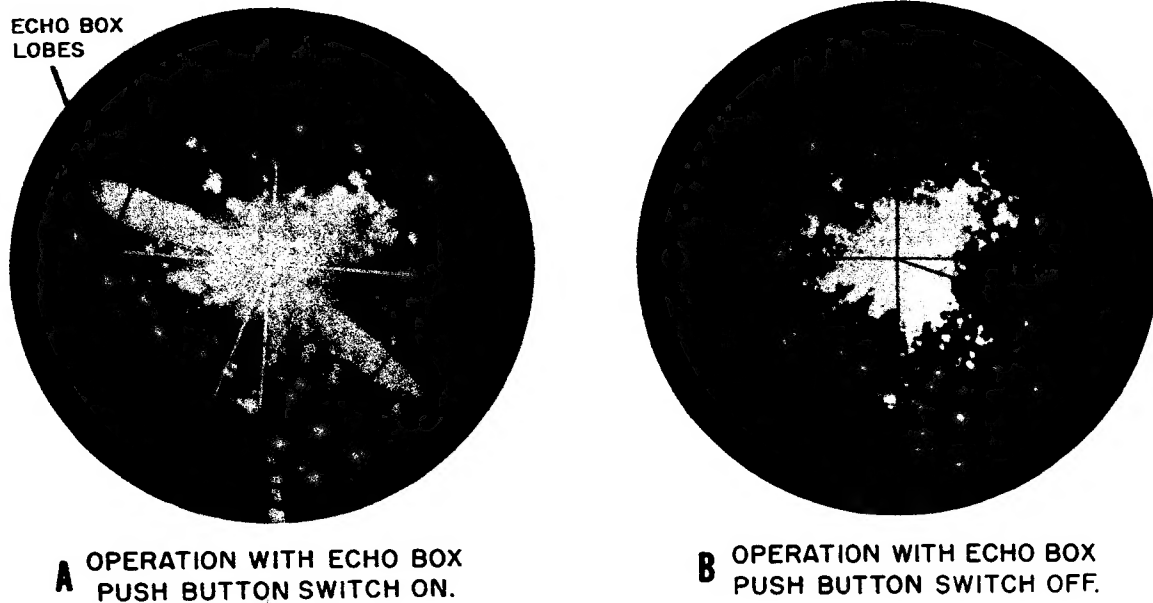 ECHO BOX
LOBES
A OPERATION WITH ECHO BOX
PUSH BUTTON SWITCH ON.
B OPERATION WITH ECHO BOX
PUSH BUTTON SWITCH OFF.